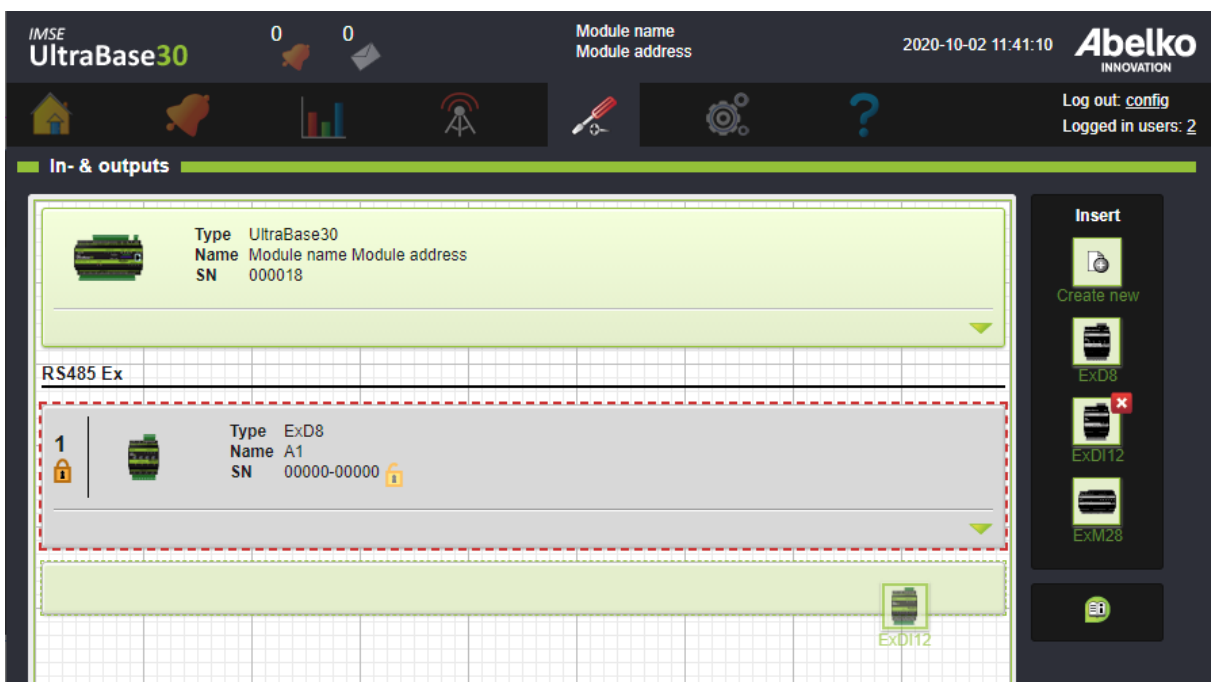 IMSE
UltraBase30
0
0
Module name
Module address
2020-10-02 11:41:10
Abelko
INNOVATION
Log out: config
Logged in users: 2
In- & outputs
Type UltraBase30
Name Module name Module address
SN 000018
RS485 Ex
1
Type ExD8
Name A1
SN 00000-00000
ExDI12
Insert
Create new
ExD8
ExDI12
ExM28